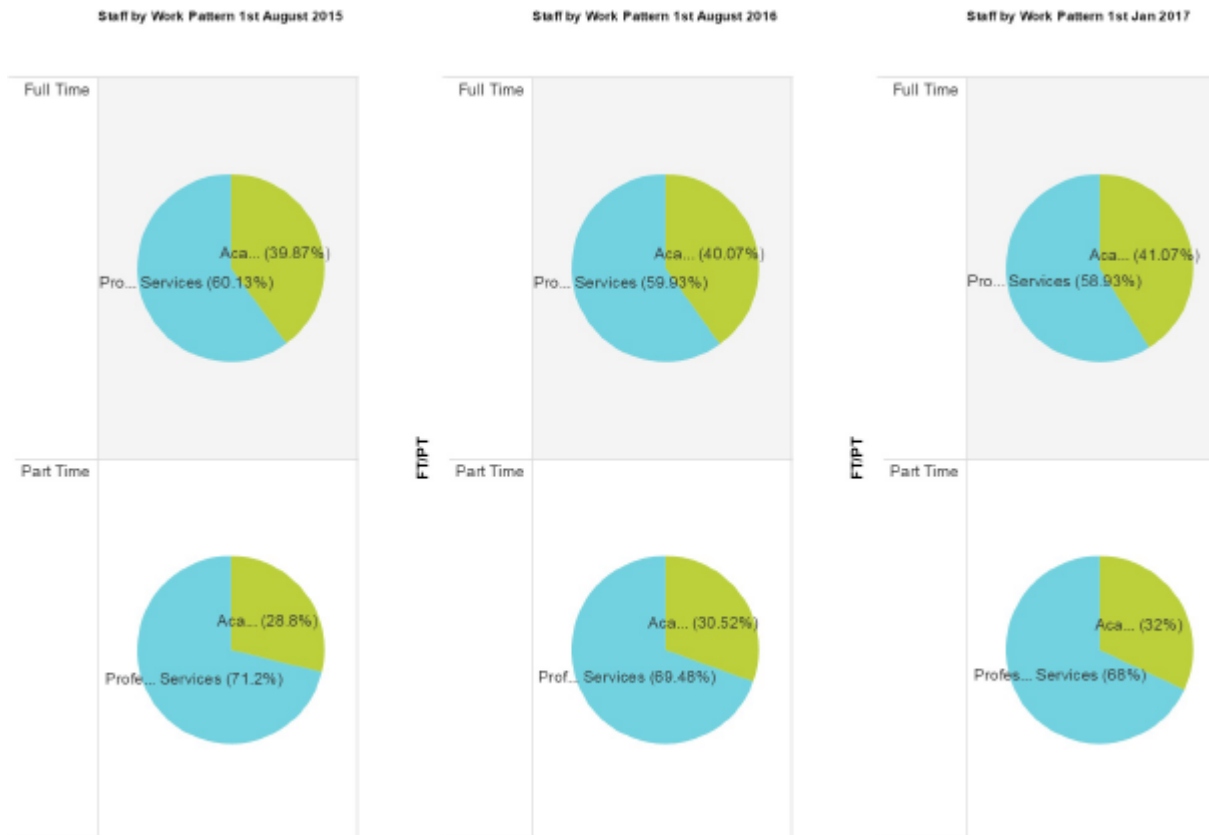 Staff by Work Pattern 1st August 2015
Full Time
Aca... (39.87%)
Pro... Services (60.13%)
Part Time
Aca... (28.8%)
Profe... Services (71.2%)
Staff by Work Pattern 1st August 2016
FT/PT
Full Time
Aca... (40.07%)
Pro... Services (59.93%)
Part Time
Aca... (30.52%)
Prof... Services (69.48%)
Staff by Work Pattern 1st Jan 2017
FT/PT
Full Time
Aca... (41.07%)
Pro... Services (58.93%)
Part Time
Aca... (32%)
Profes... Services (68%)